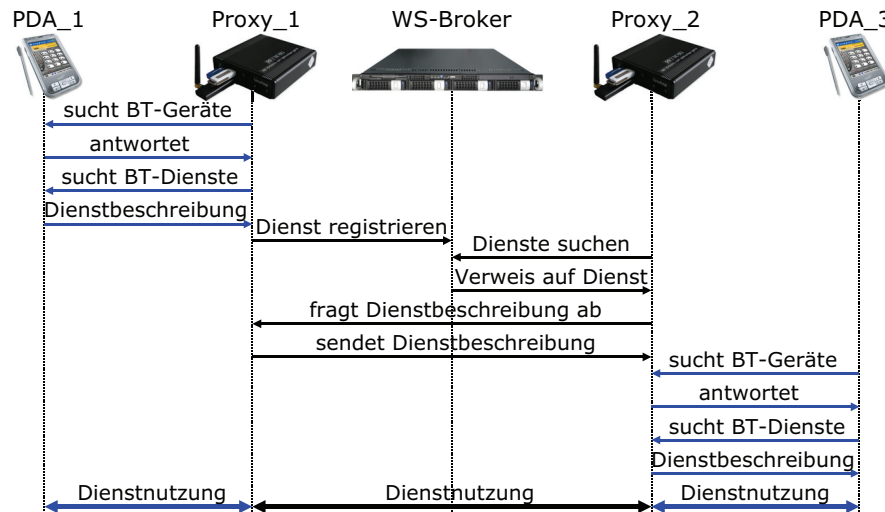 PDA_1 Proxy_1 WS-Broker Proxy_2 PDA_3
sucht BT-Geräte
antwortet
sucht BT-Dienste
Dienstbeschreibung
Dienst registrieren
Dienste suchen
Verweis auf Dienst
fragt Dienstbeschreibung ab
sendet Dienstbeschreibung
sucht BT-Geräte
antwortet
sucht BT-Dienste
Dienstbeschreibung
Dienstnutzung Dienstnutzung Dienstnutzung